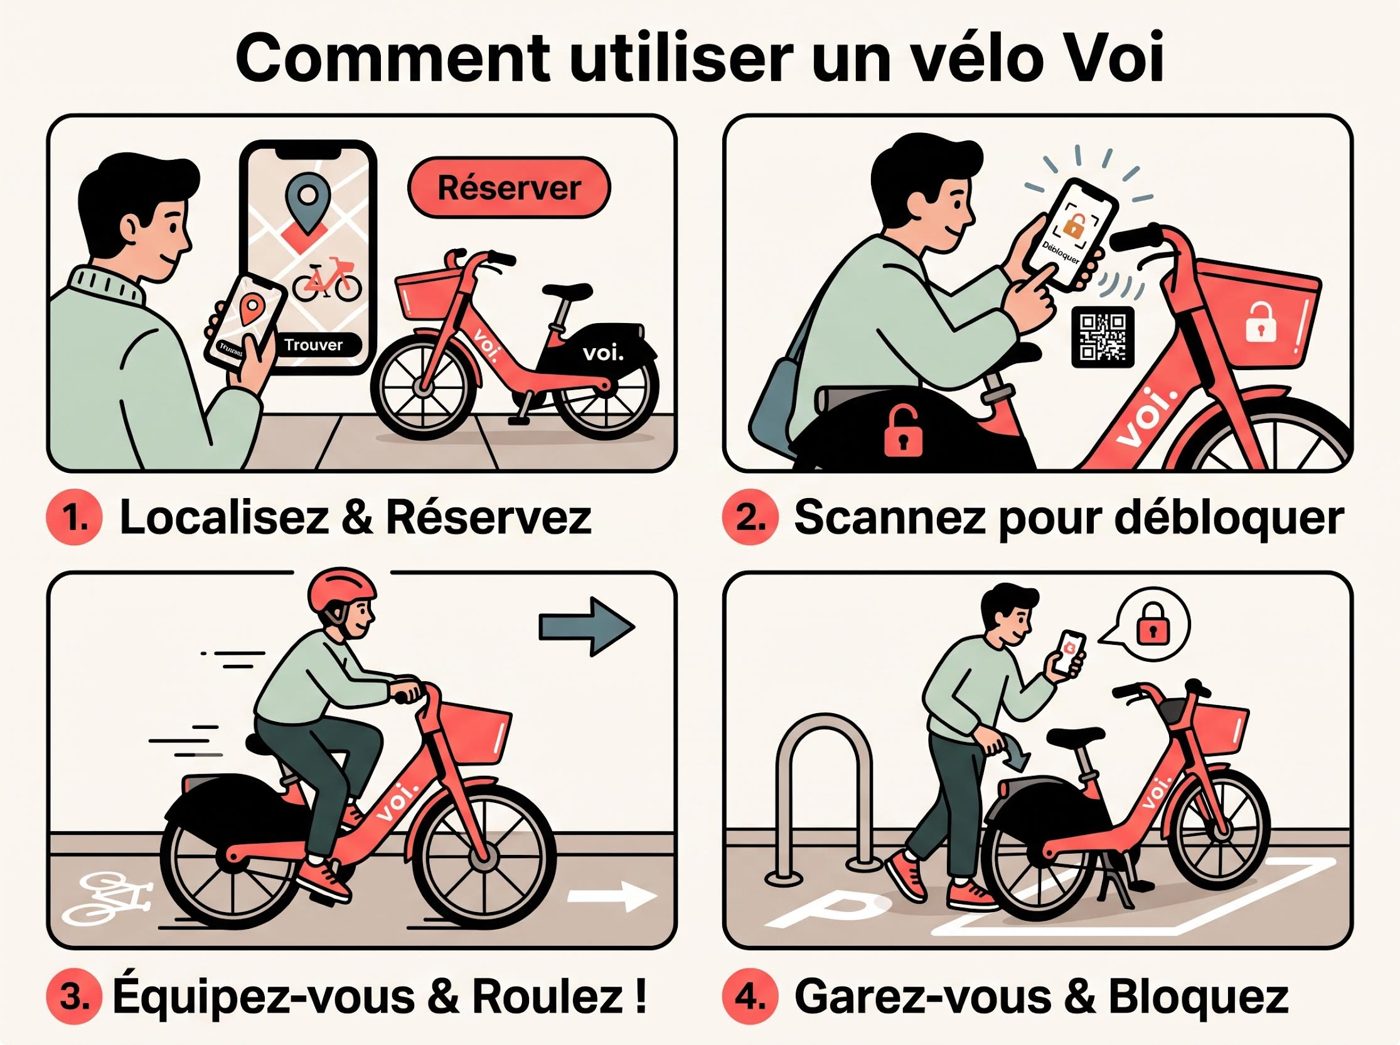 Comment utiliser un vélo Voi
Réserver
Trouver
voi.
voi.
Débloquer
voi.
1. Localisez & Réservez
2. Scannez pour débloquer
voi.
voi.
P
3. Équipez-vous & Roulez !
4. Garez-vous & Bloquez